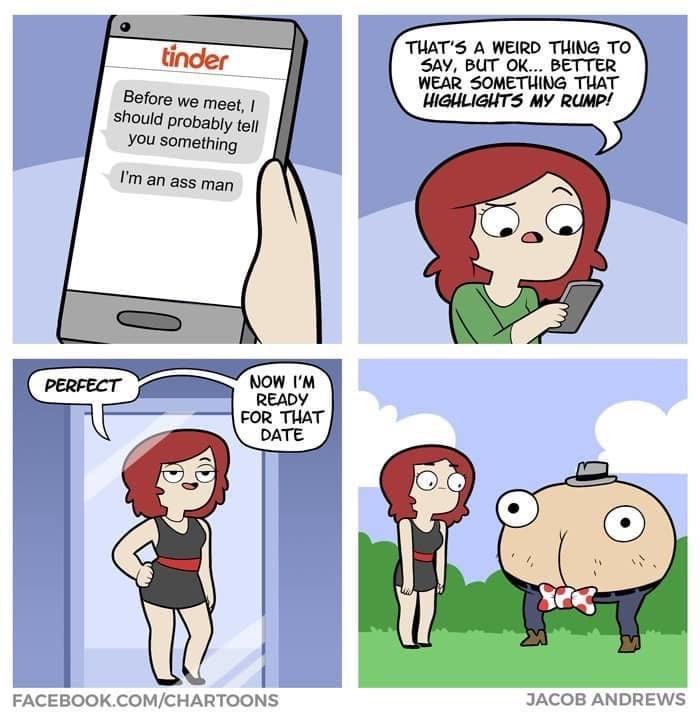 tinder
Before we meet, I
should probably tell
you something
I'm an ass man
THAT'S A WEIRD THING TO
SAY, BUT OK... BETTER
WEAR SOMETHING THAT
HIGHLIGHTS MY RUMP!
PERFECT
NOW I'M
READY
FOR THAT
DATE
FACEBOOK.COM/CHARTOONS
JACOB ANDREWS